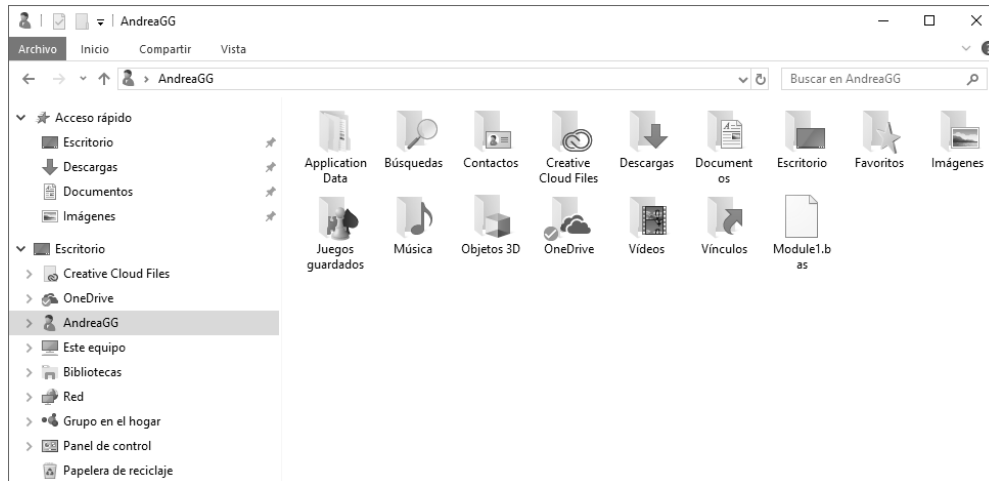 AndreaGG
Archivo Inicio Compartir Vista
AndreaGG
Buscar en AndreaGG
Acceso rápido
Escritorio
Descargas
Documentos
Imágenes
Escritorio
Creative Cloud Files
OneDrive
AndreaGG
Este equipo
Bibliotecas
Red
Grupo en el hogar
Panel de control
Papelera de reciclaje
Application
Data
Búsquedas
Contactos
Creative
Cloud Files
Descargas
Document
os
Escritorio
Favoritos
Imágenes
Juegos
guardados
Música
Objetos 3D
OneDrive
Vídeos
Vínculos
Module1.b
as